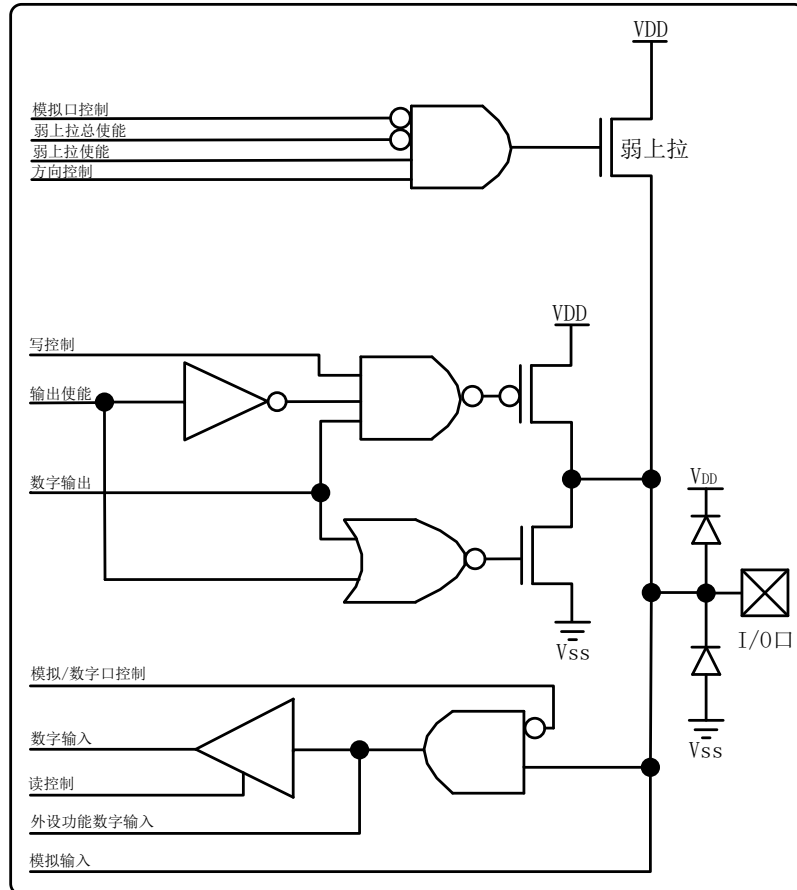 VDD
模拟口控制
弱上拉总使能
弱上拉使能
方向控制
弱上拉
VDD
写控制
输出使能
数字输出
VDD
I/O口
Vss
模拟/数字口控制
数字输入
Vss
读控制
外设功能数字输入
模拟输入